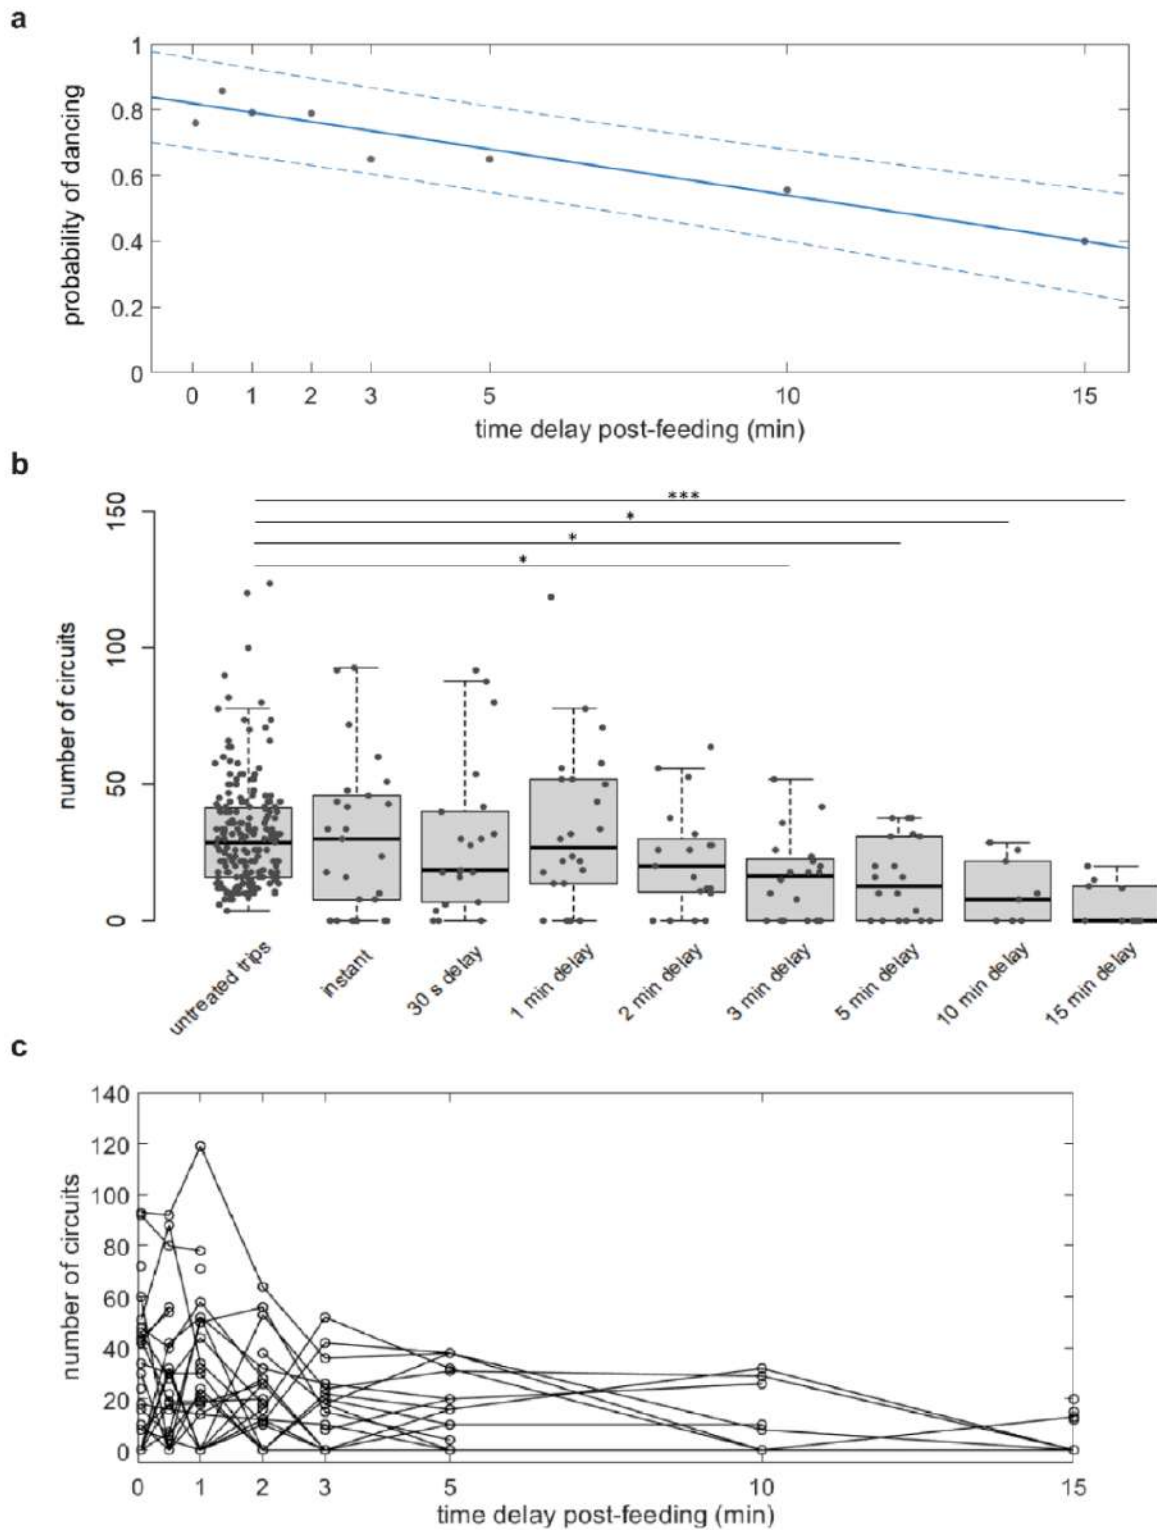 a
1
0.8
0.6
0.4
0.2
0
probability of dancing
0 1 2 3 5 10 15
time delay post-feeding (min)
b
150
100
50
0
number of circuits
***
*
*
*
untreated trips
instant
30 s delay
1 min delay
2 min delay
3 min delay
5 min delay
10 min delay
15 min delay
c
140
120
100
80
60
40
20
0
number of circuits
0 1 2 3 5 10 15
time delay post-feeding (min)